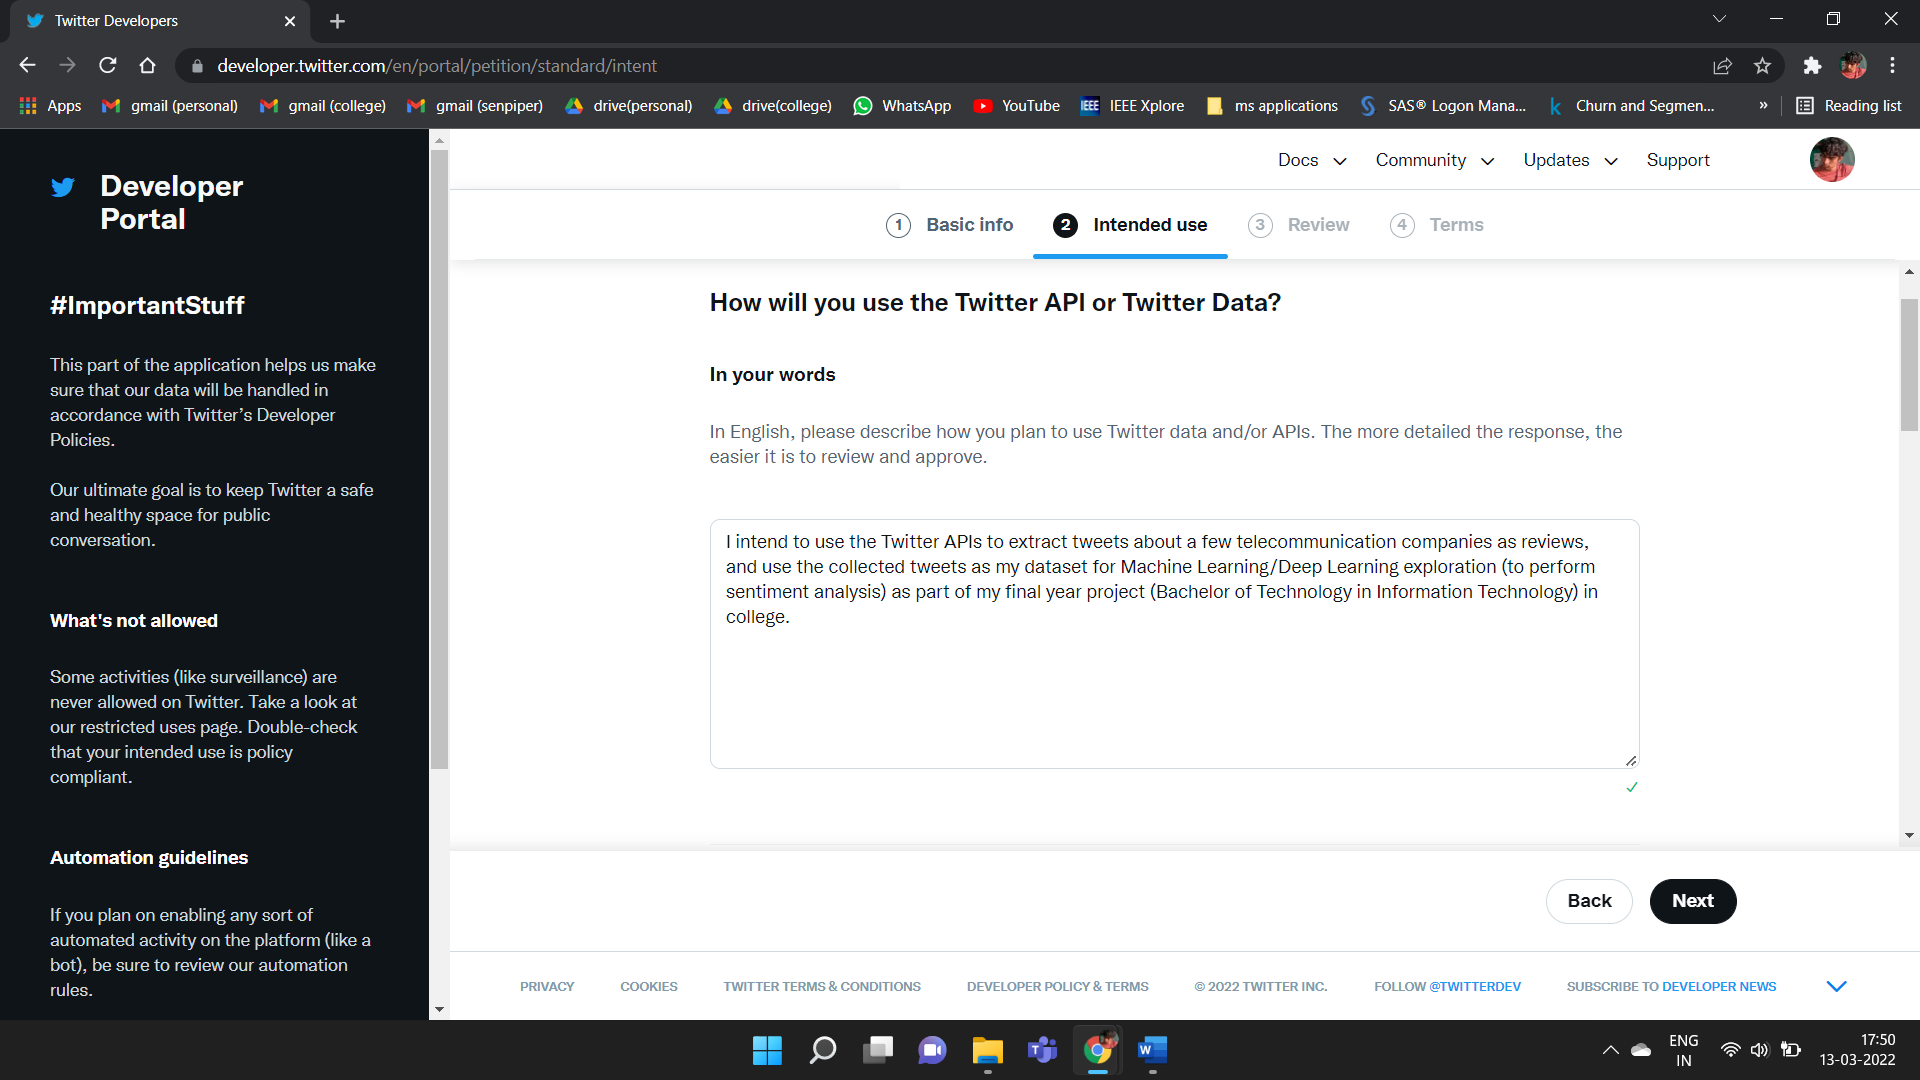 Twitter Developers
developer.twitter.com/en/portal/petition/standard/intent
Apps
gmail (personal)
gmail (college)
gmail (senpiper)
drive(personal)
drive(college)
WhatsApp
YouTube
IEEE
IEEE Xplore
ms applications
SAS® Logon Mana...
k
Churn and Segmen...
»
Reading list
Developer
Portal
#ImportantStuff
This part of the application helps us make
sure that our data will be handled in
accordance with Twitter’s Developer
Policies.
Our ultimate goal is to keep Twitter a safe
and healthy space for public
conversation.
What's not allowed
Some activities (like surveillance) are
never allowed on Twitter. Take a look at
our restricted uses page. Double-check
that your intended use is policy
compliant.
Automation guidelines
If you plan on enabling any sort of
automated activity on the platform (like a
bot), be sure to review our automation
rules.
Docs
Community
Updates
Support
1 Basic info
2 Intended use
3 Review
4 Terms
How will you use the Twitter API or Twitter Data?
In your words
In English, please describe how you plan to use Twitter data and/or APIs. The more detailed the response, the
easier it is to review and approve.
I intend to use the Twitter APIs to extract tweets about a few telecommunication companies as reviews,
and use the collected tweets as my dataset for Machine Learning/Deep Learning exploration (to perform
sentiment analysis) as part of my final year project (Bachelor of Technology in Information Technology) in
college.
Back
Next
PRIVACY
COOKIES
TWITTER TERMS & CONDITIONS
DEVELOPER POLICY & TERMS
© 2022 TWITTER INC.
FOLLOW @TWITTERDEV
SUBSCRIBE TO DEVELOPER NEWS
T
W
ENG
IN
17:50
13-03-2022